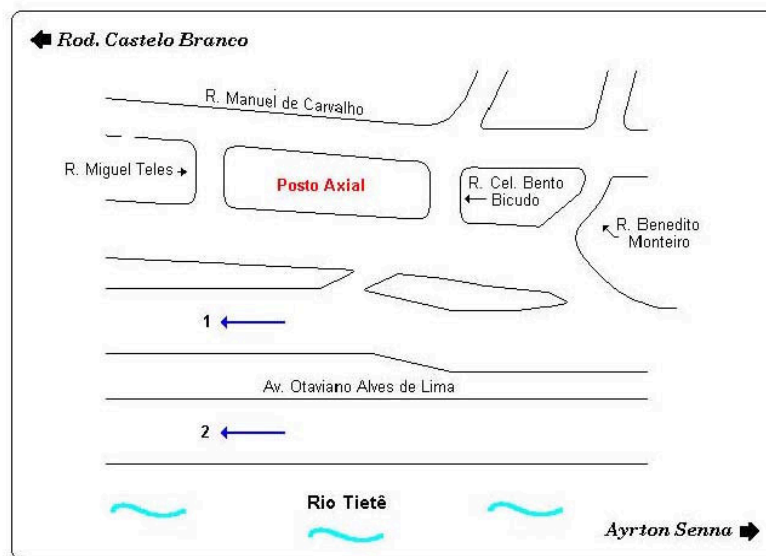 Rod. Castelo Branco
R. Manuel de Carvalho
R. Miguel Teles
Posto Axial
R. Cel. Bento
Bicudo
R. Benedito
Monteiro
1
Av. Otaviano Alves de Lima
2
Rio Tietê
Ayrton Senna